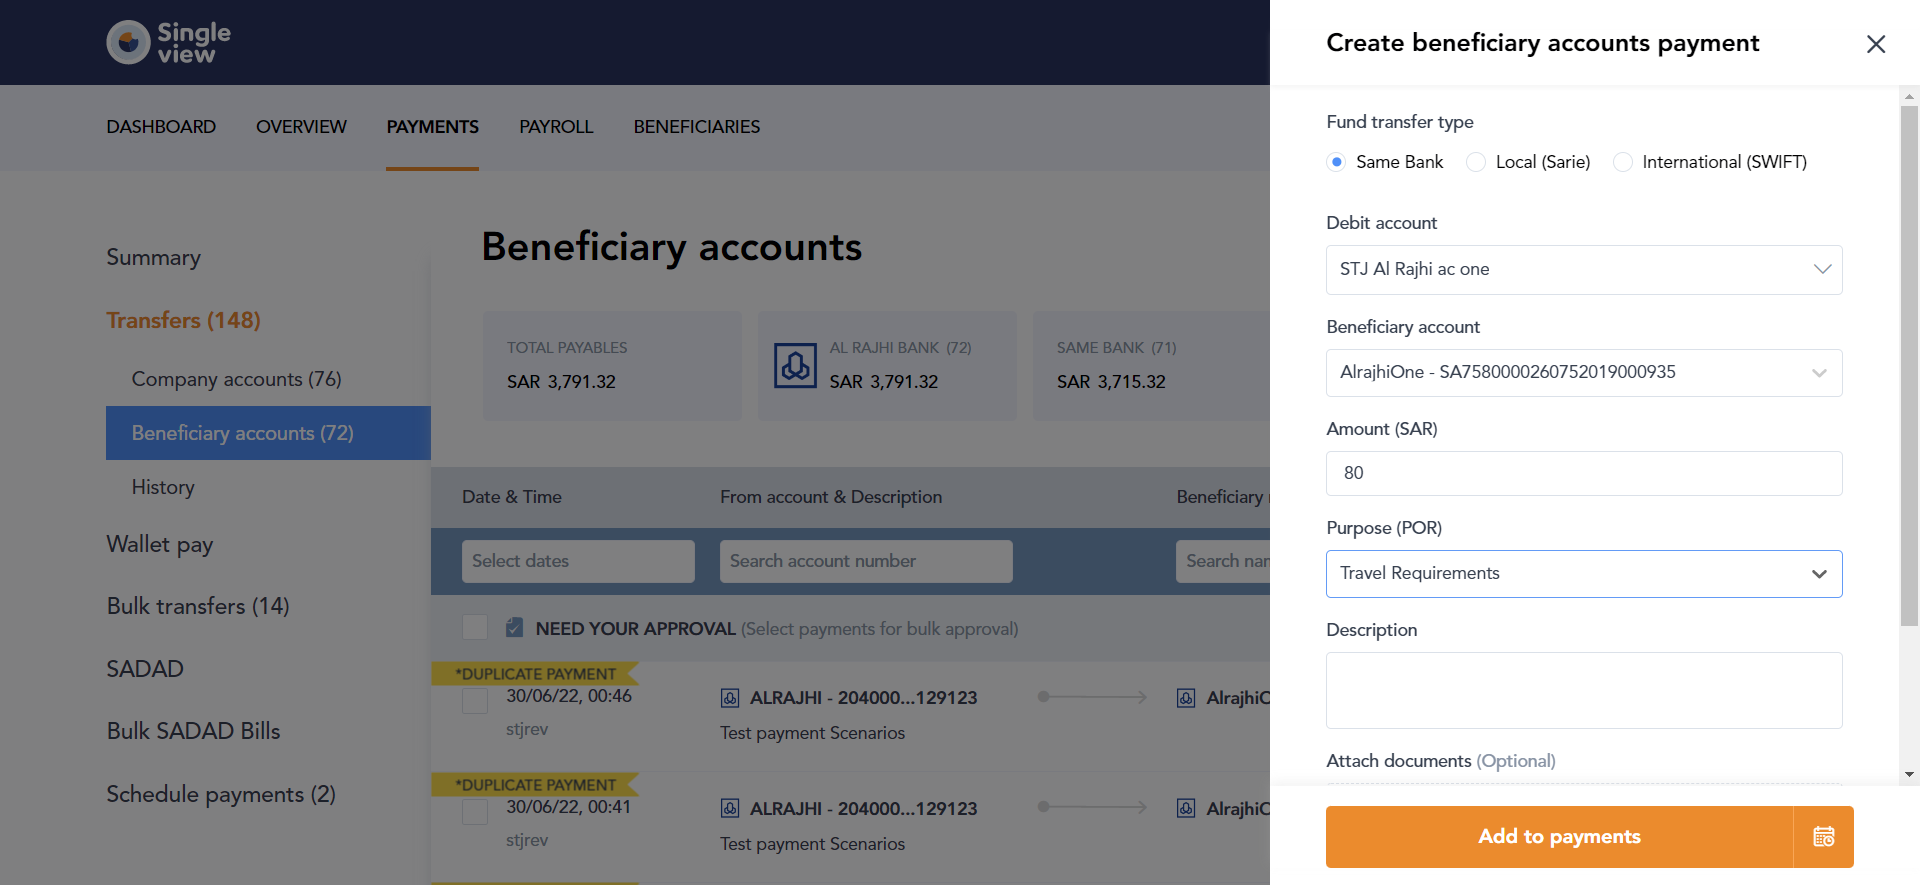 Single
view
DASHBOARD
OVERVIEW
PAYMENTS
PAYROLL
BENEFICIARIES
Summary
Transfers (148)
Company accounts (76)
Beneficiary accounts (72)
History
Wallet pay
Bulk transfers (14)
SADAD
Bulk SADAD Bills
Schedule payments (2)
Beneficiary accounts
TOTAL PAYABLES
SAR 3,791.32
AL RAJHI BANK (72)
SAR 3,791.32
SAME BANK (71)
SAR 3,715.32
Date & Time
From account & Description
Beneficiary
Select dates
Search account number
Search nar
NEED YOUR APPROVAL (Select payments for bulk approval)
*DUPLICATE PAYMENT
30/06/22, 00:46
stjrev
ALRAJHI - 204000...129123
Test payment Scenarios
AlrajhiO
*DUPLICATE PAYMENT
30/06/22, 00:41
stjrev
ALRAJHI - 204000...129123
Test payment Scenarios
AlrajhiO
Create beneficiary accounts payment
Fund transfer type
Same Bank
Local (Sarie)
International (SWIFT)
Debit account
STJ Al Rajhi ac one
Beneficiary account
AlrajhiOne - SA7580000260752019000935
Amount (SAR)
80
Purpose (POR)
Travel Requirements
Description
Attach documents (Optional)
Add to payments